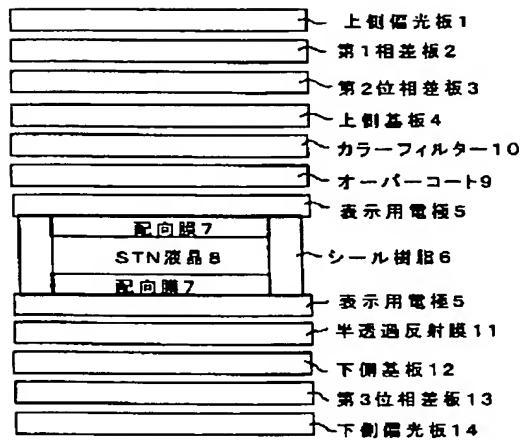 上側偏光板1
第1相差板2
第2位相差板3
上側基板4
カラーフィルター10
オーバーコート9
表示用電極5
配向膜7
STN液晶8
シール樹脂6
配向膜7
表示用電極5
半透過反射膜11
下側基板12
第3位相差板13
下側偏光板14